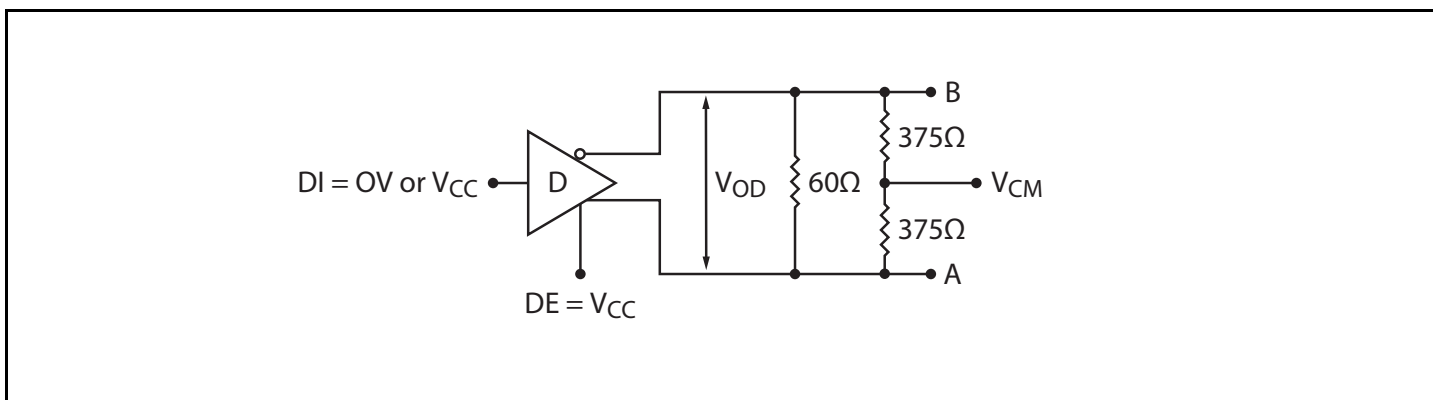 B
375Ω
DI = OV or VCC
D
VOD
60Ω
VCM
375Ω
A
DE = VCC